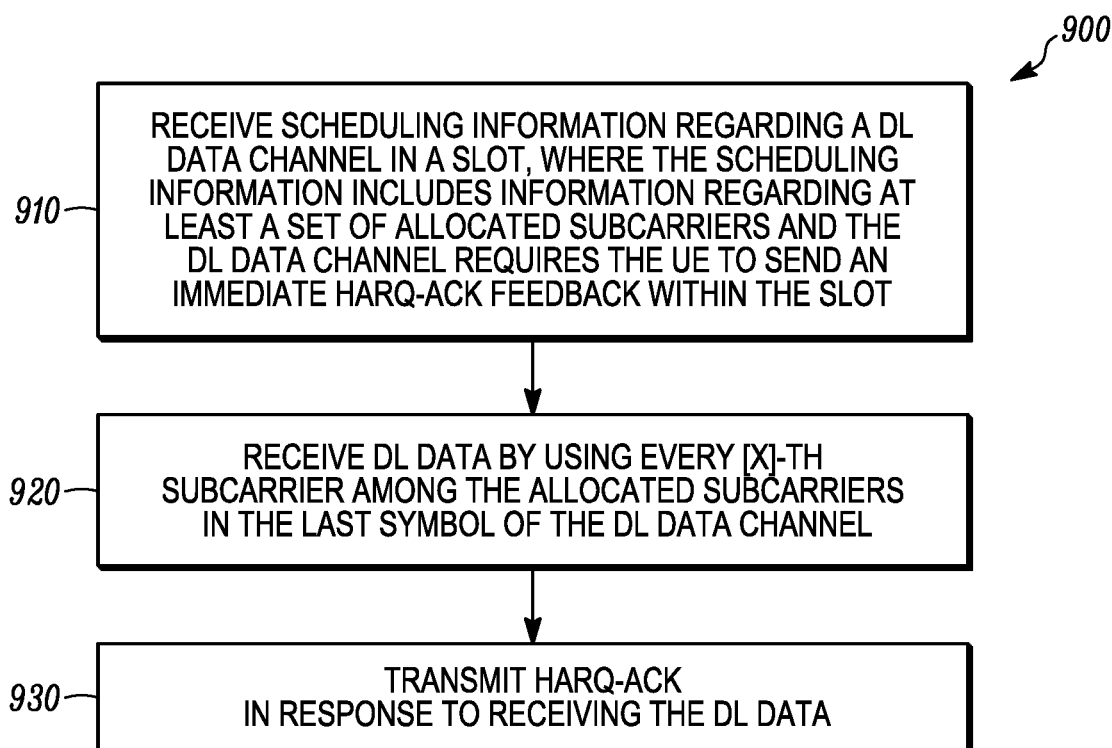 900
910
RECEIVE SCHEDULING INFORMATION REGARDING A DL
DATA CHANNEL IN A SLOT, WHERE THE SCHEDULING
INFORMATION INCLUDES INFORMATION REGARDING AT
LEAST A SET OF ALLOCATED SUBCARRIERS AND THE
DL DATA CHANNEL REQUIRES THE UE TO SEND AN
IMMEDIATE HARQ-ACK FEEDBACK WITHIN THE SLOT
920
RECEIVE DL DATA BY USING EVERY [X]-TH
SUBCARRIER AMONG THE ALLOCATED SUBCARRIERS
IN THE LAST SYMBOL OF THE DL DATA CHANNEL
930
TRANSMIT HARQ-ACK
IN RESPONSE TO RECEIVING THE DL DATA